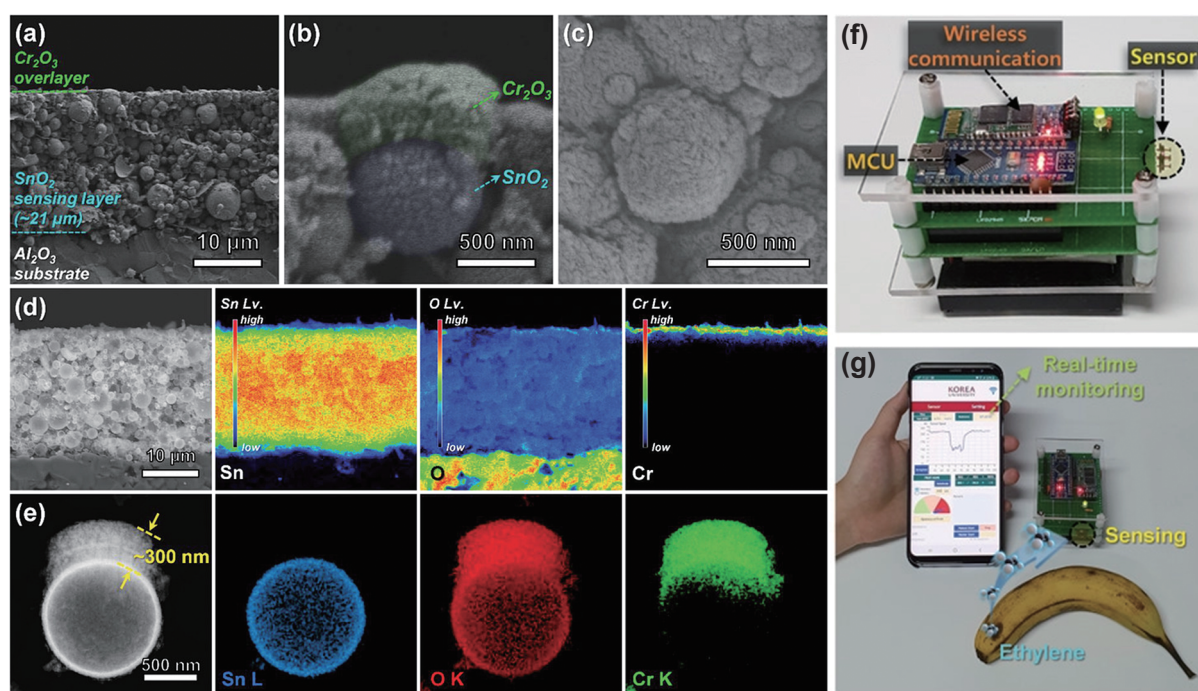 (a)
Cr₂O₃
overlayer
SnO₂
sensing layer
(~21 μm)
Al₂O₃
substrate
10 μm
(b)
Cr₂O₃
SnO₂
500 nm
(c)
500 nm
(d)
10 μm
Sn Lv.
high
low
Sn
O Lv.
high
low
O
Cr Lv.
high
low
Cr
(e)
~300 nm
500 nm
Sn L
O K
Cr K
(f)
Wireless
communication
Sensor
MCU
(g)
Real-time
monitoring
KOREA
Sensor
Setting
Sensing
Ethylene